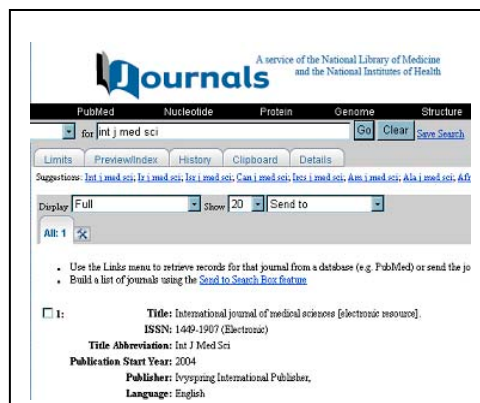 Journals
A service of the National Library of Medicine
and the National Institutes of Health
PubMed Nucleotide Protein Genome Structure
for int j med sci Go Clear Save Search
Limits Preview/Index History Clipboard Details
Suggestions: Int j med sci; Ir j med sci; Isr j med sci; Can j med sci; Ircs j med sci; Am j med sci; Ala j med sci; Afr
Display Full Show 20 Send to
All: 1
• Use the Links menu to retrieve records for that journal from a database (e.g. PubMed) or send the jo
• Build a list of journals using the Send to Search Box feature
1: Title: International journal of medical sciences [electronic resource].
ISSN: 1449-1907 (Electronic)
Title Abbreviation: Int J Med Sci
Publication Start Year: 2004
Publisher: Ivyspring International Publisher,
Language: English